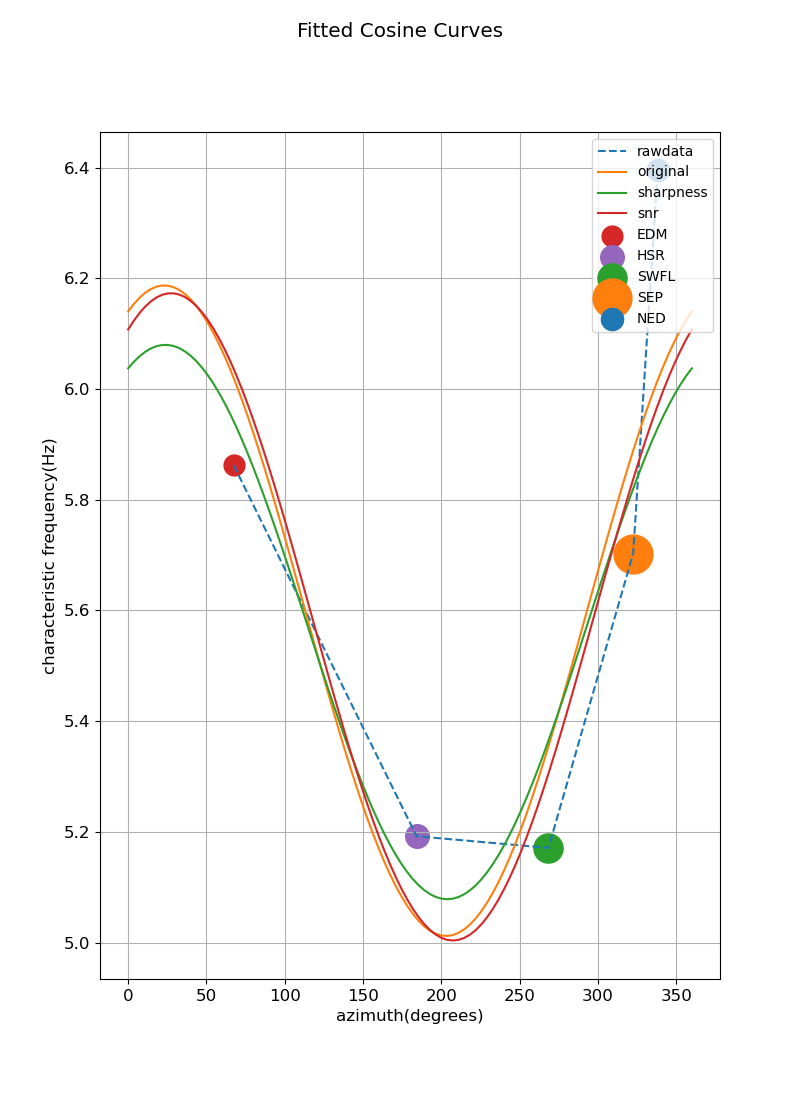 Fitted Cosine Curves
rawdata
original
sharpness
snr
EDM
HSR
SWFL
SEP
NED
6.4
6.2
6.0
5.8
5.6
5.4
5.2
5.0
characteristic frequency(Hz)
0 50 100 150 200 250 300 350
azimuth(degrees)